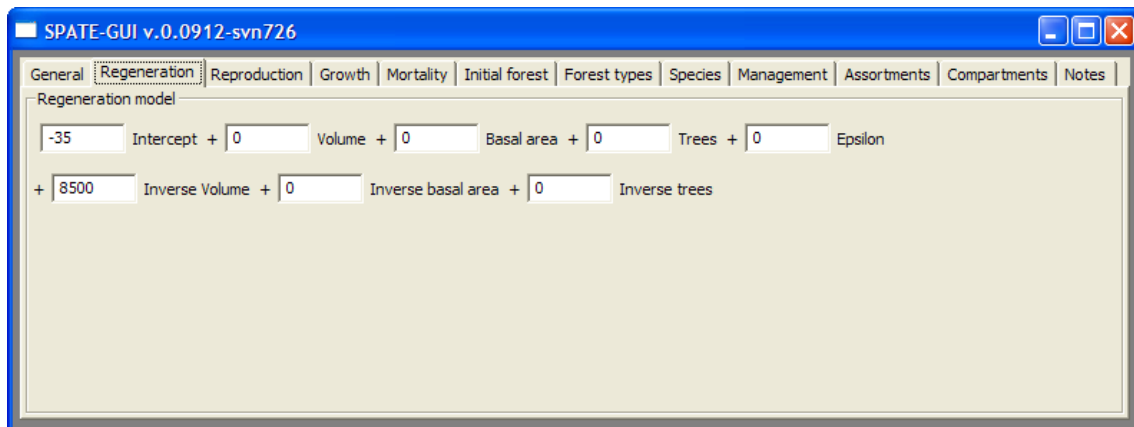 SPATE-GUI v.0.0912-svn726
General Regeneration Reproduction Growth Mortality Initial forest Forest types Species Management Assortments Compartments Notes
Regeneration model
-35 Intercept + 0 Volume + 0 Basal area + 0 Trees + 0 Epsilon
+ 8500 Inverse Volume + 0 Inverse basal area + 0 Inverse trees